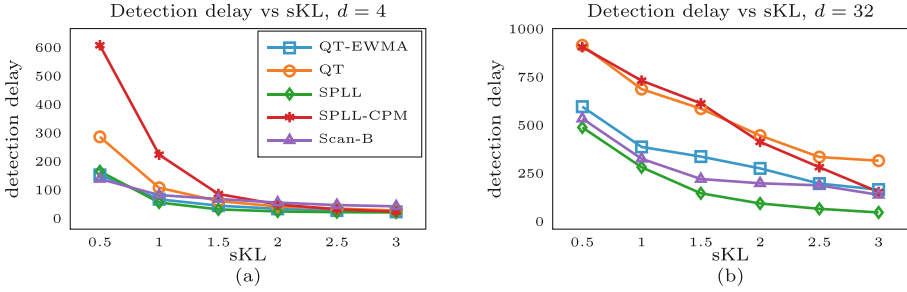 Detection delay vs sKL, d = 4
detection delay
600
500
400
300
200
100
0
QT-EWMA
QT
SPLL
SPLL-CPM
Scan-B
0.5 1 1.5 2 2.5 3
sKL
(a)
Detection delay vs sKL, d = 32
detection delay
1000
750
500
250
0
0.5 1 1.5 2 2.5 3
sKL
(b)